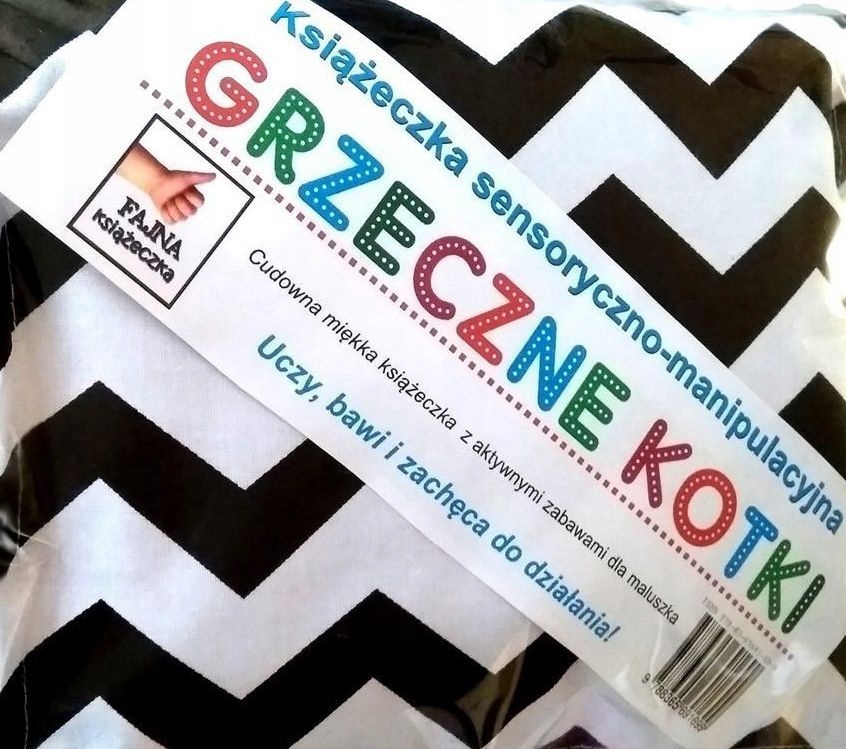 Książeczka sensoryczno-manipulacyjna
GRZECZNE KOTKI
FAJNA
książeczka
Cudowna miękka książeczka z aktywnymi zabawami dla maluszka
Uczy, bawi i zachęca do działania!